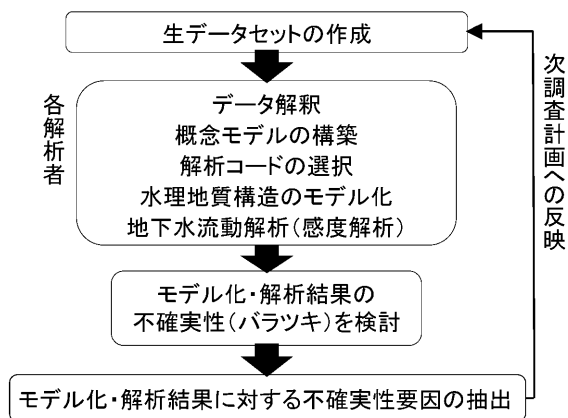 生データセットの作成
各解析者
データ解釈
概念モデルの構築
解析コードの選択
水理地質構造のモデル化
地下水流動解析(感度解析)
モデル化・解析結果の
不確実性(バラツキ)を検討
モデル化・解析結果に対する不確実性要因の抽出
次調査計画への反映